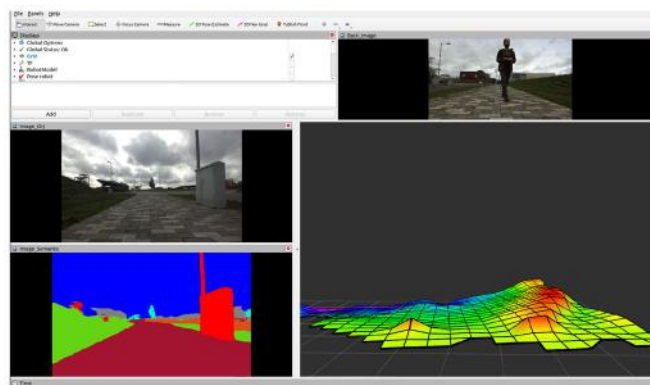 File Panels Help
Interact Move Camera Select Focus Camera Measure 2D Pose Estimate 2D Nav Goal Publish Point
Displays
Back_Image
Global Options
Global Status: Ok
Grid
TF
Robot Model
Pose robot
Add
Image_Orj
Image_Semantic
Time